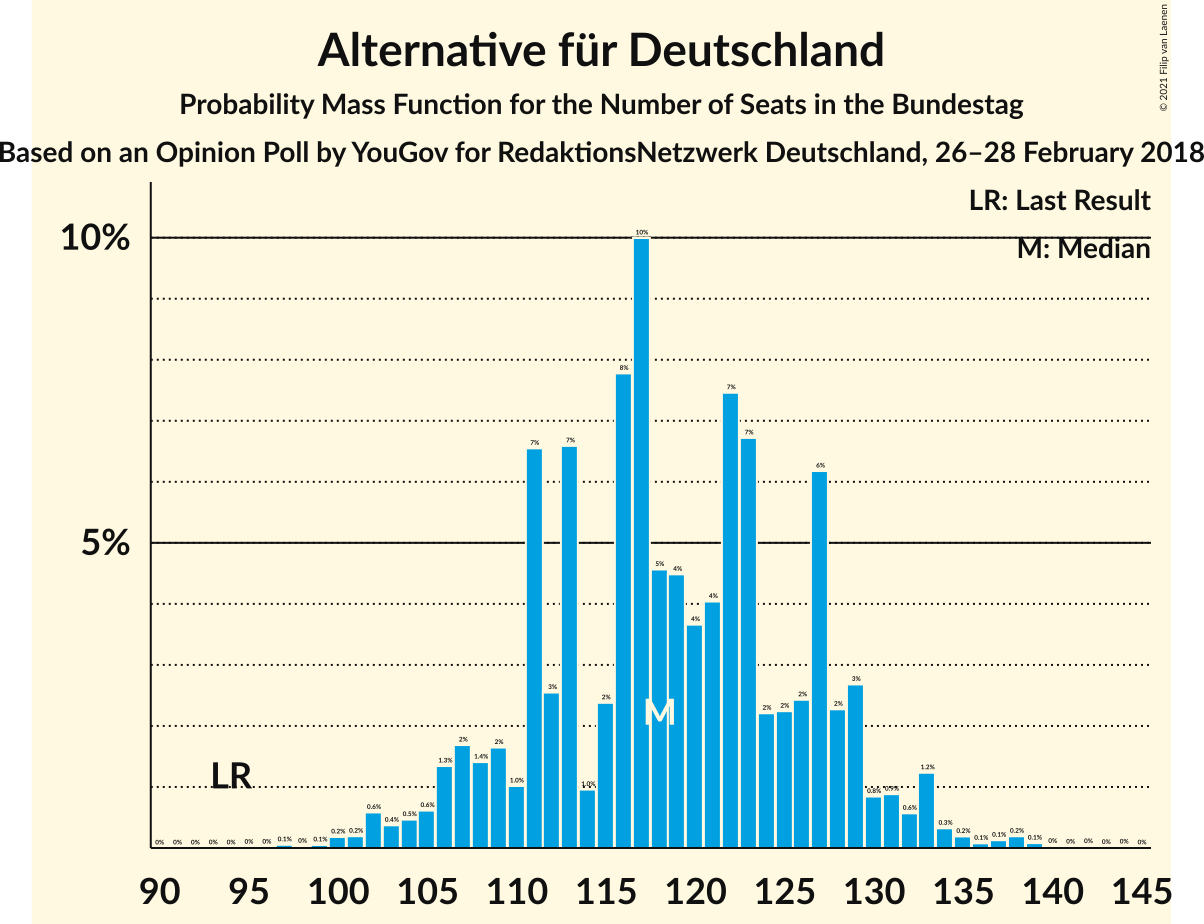 Alternative für Deutschland
Probability Mass Function for the Number of Seats in the Bundestag
Based on an Opinion Poll by YouGov for RedaktionsNetzwerk Deutschland, 26–28 February 2018
© 2021 Filip van Laenen
LR: Last Result
M: Median
10%
5%
0% 0% 0% 0% 0% 0% 0% 0.1% 0% 0.1% 0.2% 0.2% 0.6% 0.4% 0.5% 0.6% 1.3% 2% 1.4% 2% 1.0% 7% 3% 7% 1.0% 2% 8% 10% 5% 4% 4% 4% 7% 7% 2% 2% 2% 6% 2% 3% 0.8% 0.9% 0.6% 1.2% 0.3% 0.2% 0.1% 0.1% 0.2% 0.1% 0% 0% 0% 0% 0% 0%
LR
M
90 95 100 105 110 115 120 125 130 135 140 145